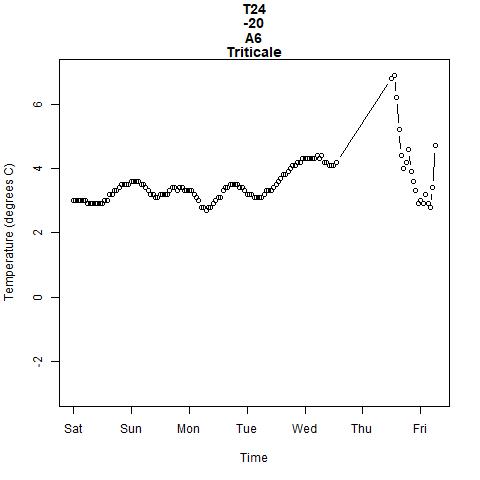 T24
-20
A6
Triticale
Temperature (degrees C)
6
4
2
0
-2
Sat Sun Mon Tue Wed Thu Fri
Time